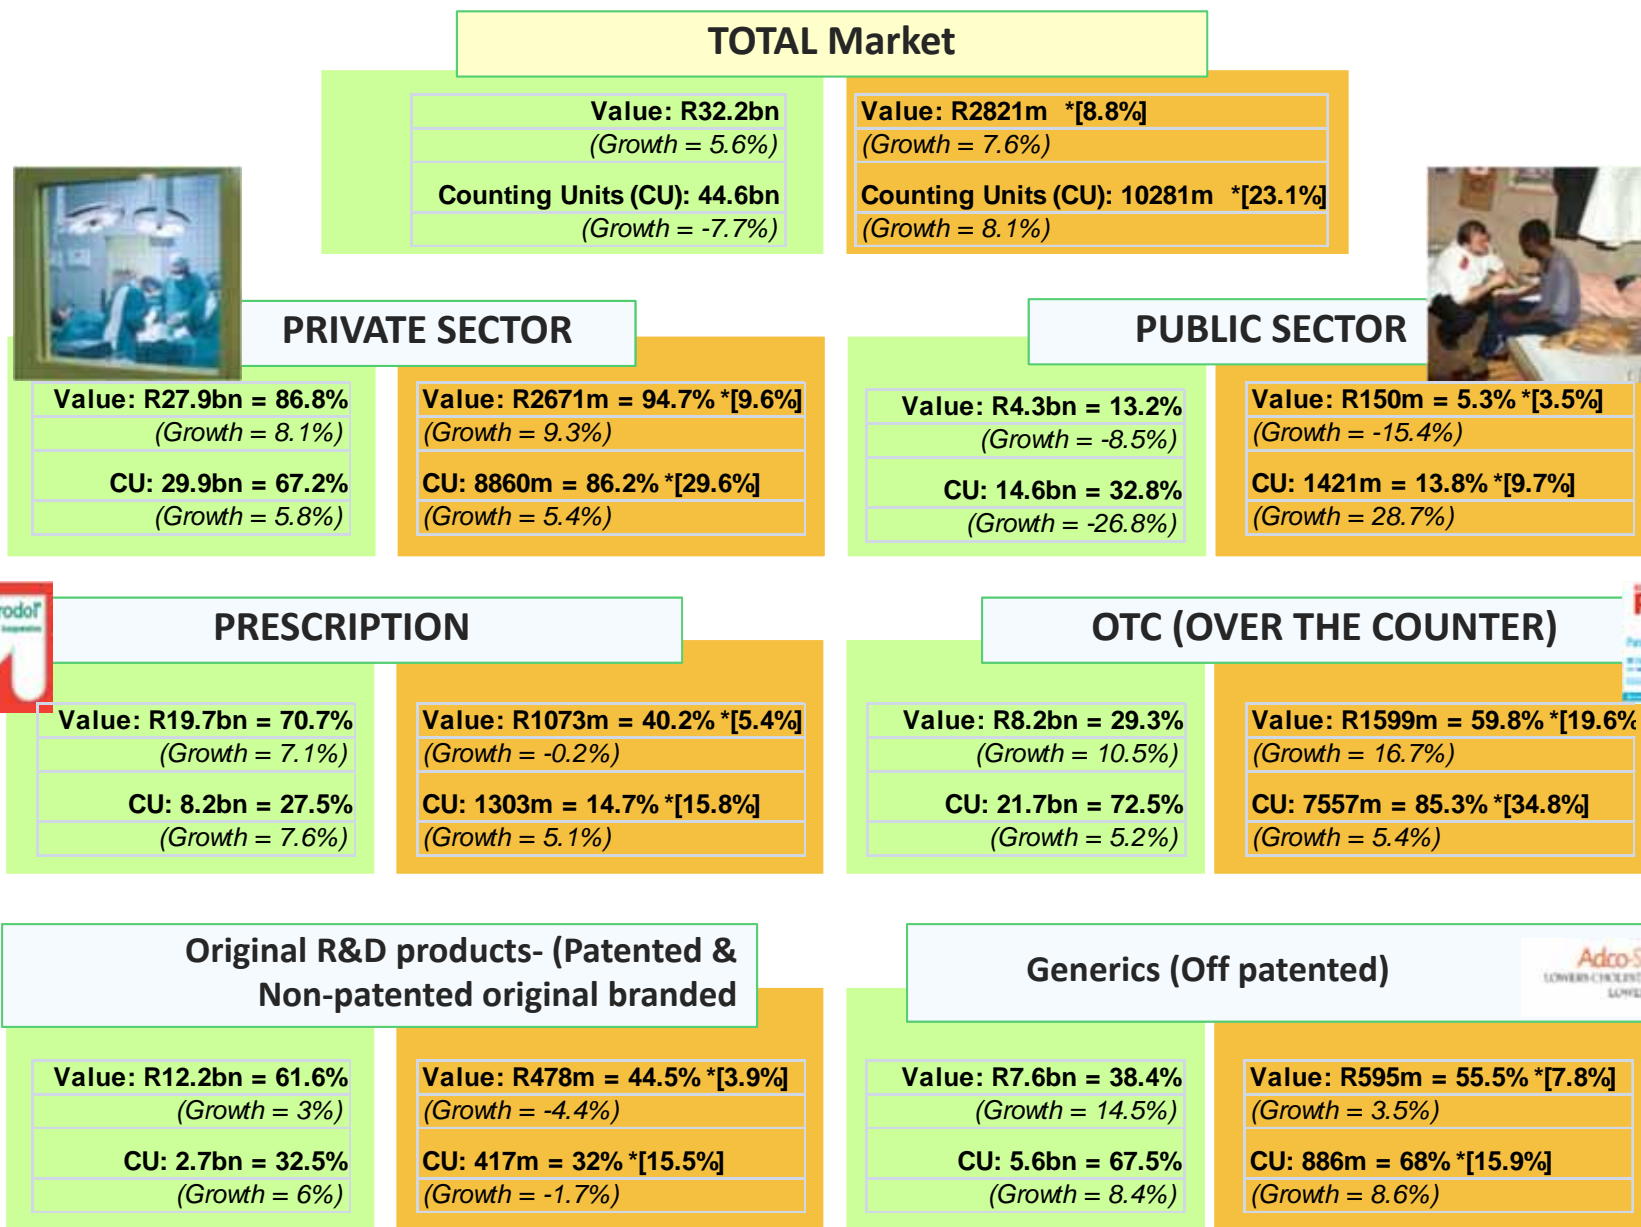 TOTAL Market
Value: R32.2bn
(Growth = 5.6%)
Counting Units (CU): 44.6bn
(Growth = -7.7%)
Value: R2821m *[8.8%]
(Growth = 7.6%)
Counting Units (CU): 10281m *[23.1%]
(Growth = 8.1%)
PRIVATE SECTOR
Value: R27.9bn = 86.8%
(Growth = 8.1%)
CU: 29.9bn = 67.2%
(Growth = 5.8%)
Value: R2671m = 94.7% *[9.6%]
(Growth = 9.3%)
CU: 8860m = 86.2% *[29.6%]
(Growth = 5.4%)
PUBLIC SECTOR
Value: R4.3bn = 13.2%
(Growth = -8.5%)
CU: 14.6bn = 32.8%
(Growth = -26.8%)
Value: R150m = 5.3% *[3.5%]
(Growth = -15.4%)
CU: 1421m = 13.8% *[9.7%]
(Growth = 28.7%)
rodol
PRESCRIPTION
Value: R19.7bn = 70.7%
(Growth = 7.1%)
CU: 8.2bn = 27.5%
(Growth = 7.6%)
Value: R1073m = 40.2% *[5.4%]
(Growth = -0.2%)
CU: 1303m = 14.7% *[15.8%]
(Growth = 5.1%)
OTC (OVER THE COUNTER)
Value: R8.2bn = 29.3%
(Growth = 10.5%)
CU: 21.7bn = 72.5%
(Growth = 5.2%)
Value: R1599m = 59.8% *[19.6%
(Growth = 16.7%)
CU: 7557m = 85.3% *[34.8%]
(Growth = 5.4%)
Original R&D products- (Patented &
Non-patented original branded
Value: R12.2bn = 61.6%
(Growth = 3%)
CU: 2.7bn = 32.5%
(Growth = 6%)
Value: R478m = 44.5% *[3.9%]
(Growth = -4.4%)
CU: 417m = 32% *[15.5%]
(Growth = -1.7%)
Generics (Off patented)
Adco-S
Value: R7.6bn = 38.4%
(Growth = 14.5%)
CU: 5.6bn = 67.5%
(Growth = 8.4%)
Value: R595m = 55.5% *[7.8%]
(Growth = 3.5%)
CU: 886m = 68% *[15.9%]
(Growth = 8.6%)